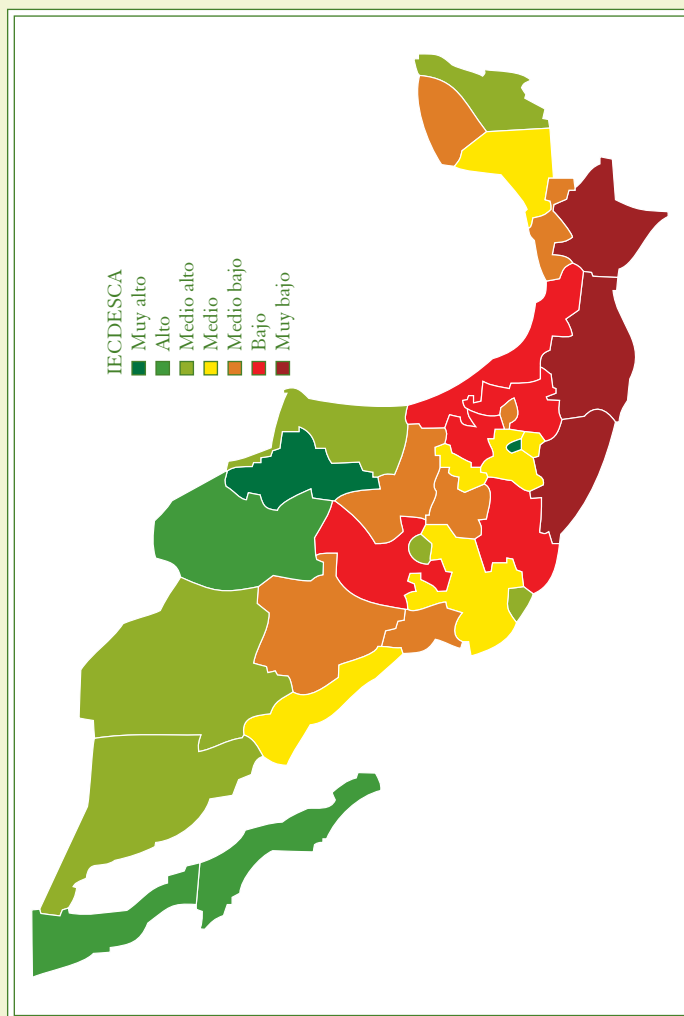 IECDESCA
Muy alto
Alto
Medio alto
Medio
Medio bajo
Bajo
Muy bajo